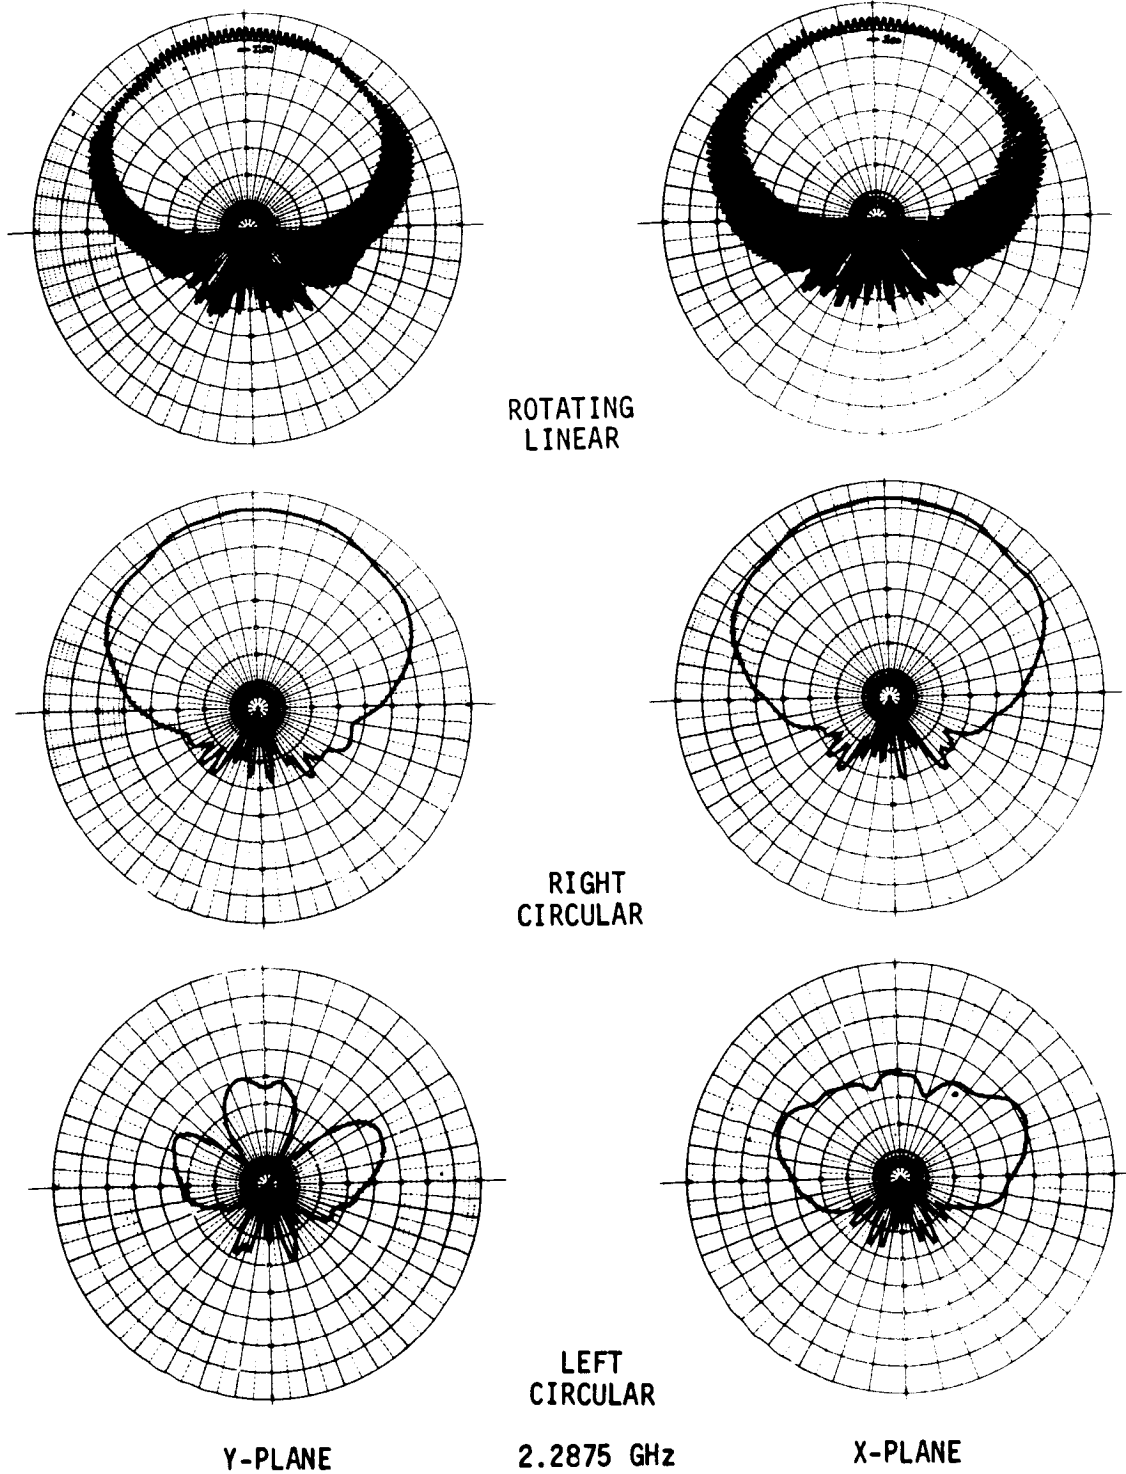 ROTATING
LINEAR
RIGHT
CIRCULAR
LEFT
CIRCULAR
Y-PLANE
2.2875 GHz
X-PLANE